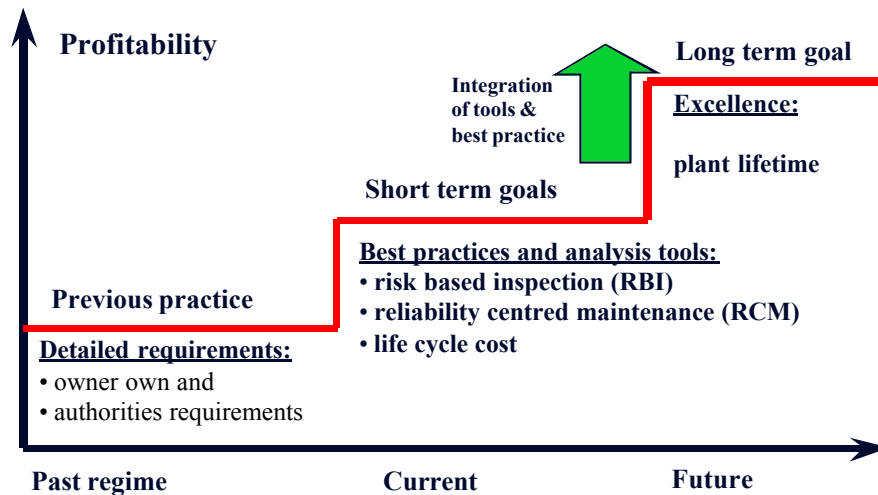 Profitability
Long term goal
Integration
of tools &
best practice
Excellence:
plant lifetime
Short term goals
Best practices and analysis tools:
• risk based inspection (RBI)
• reliability centred maintenance (RCM)
• life cycle cost
Previous practice
Detailed requirements:
• owner own and
• authorities requirements
Past regime
Current
Future